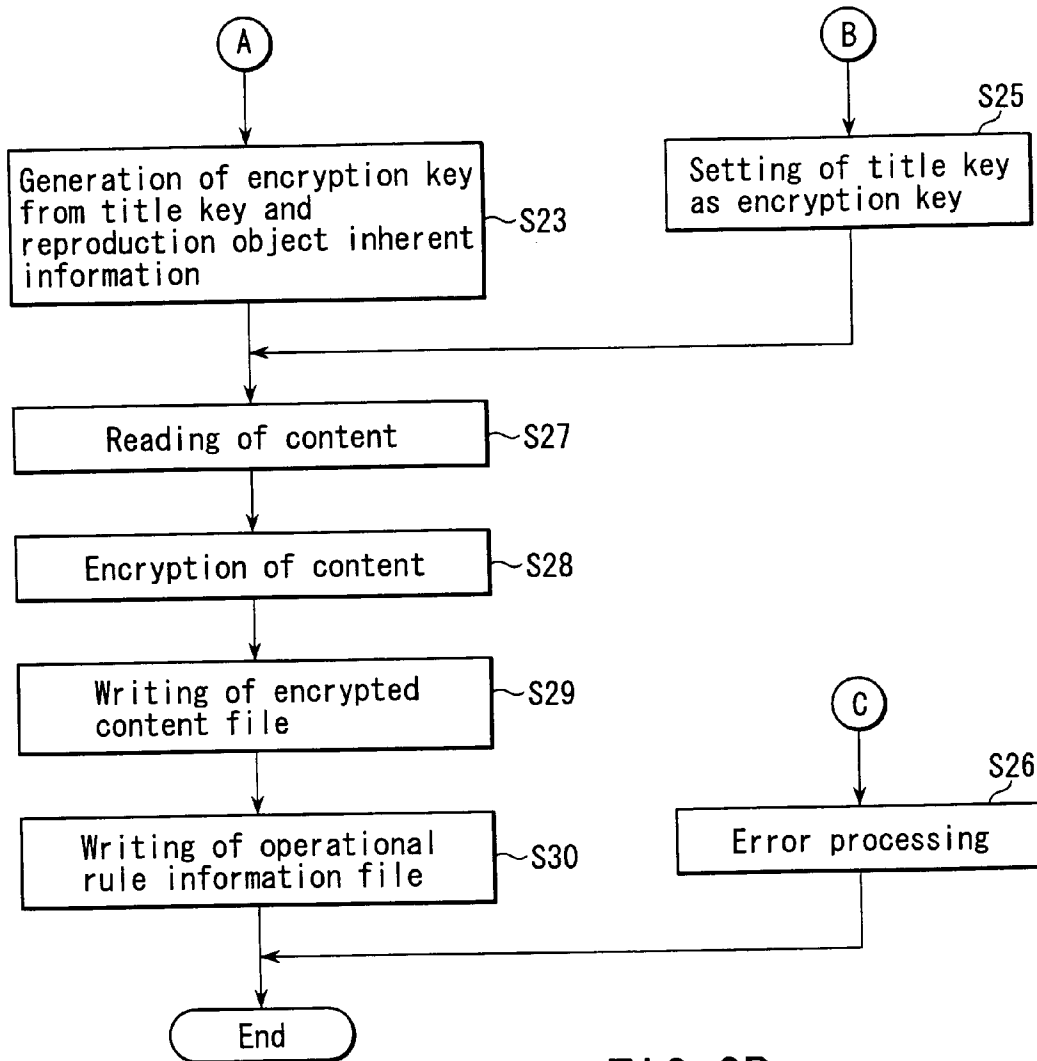 A
B
S25
Generation of encryption key
from title key and
reproduction object inherent
information
S23
Setting of title key
as encryption key
Reading of content
S27
Encryption of content
S28
Writing of encrypted
content file
S29
C
S26
Writing of operational
rule information file
S30
Error processing
End